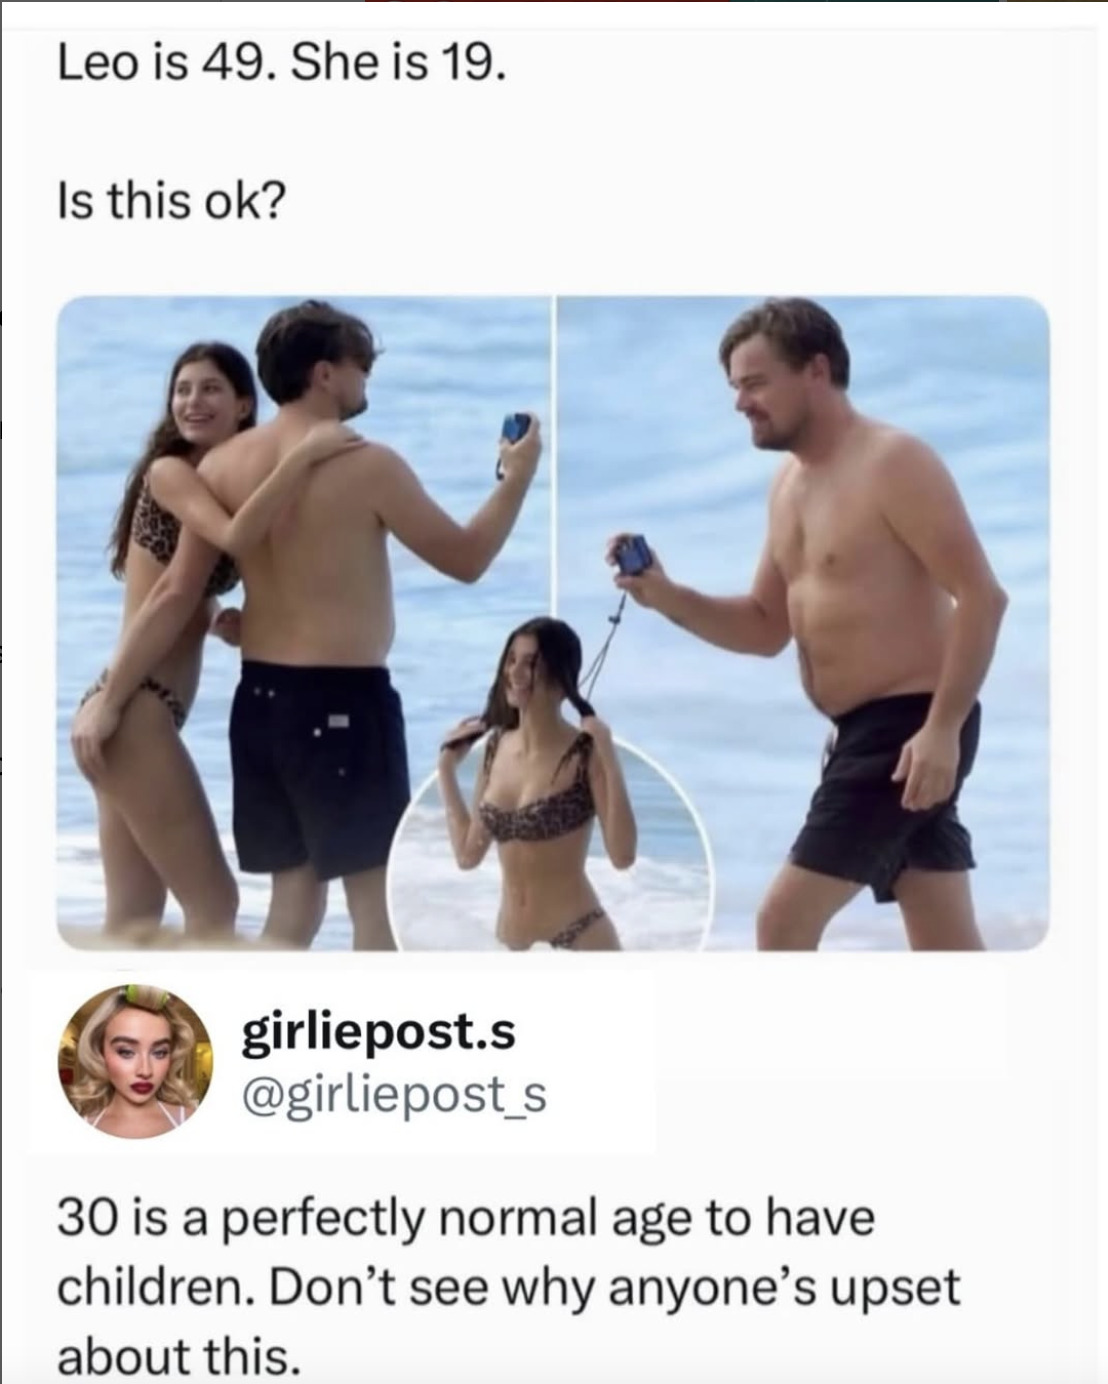 Leo is 49. She is 19.
Is this ok?
girliepost.s
@girliepost_s
30 is a perfectly normal age to have
children. Don’t see why anyone’s upset
about this.